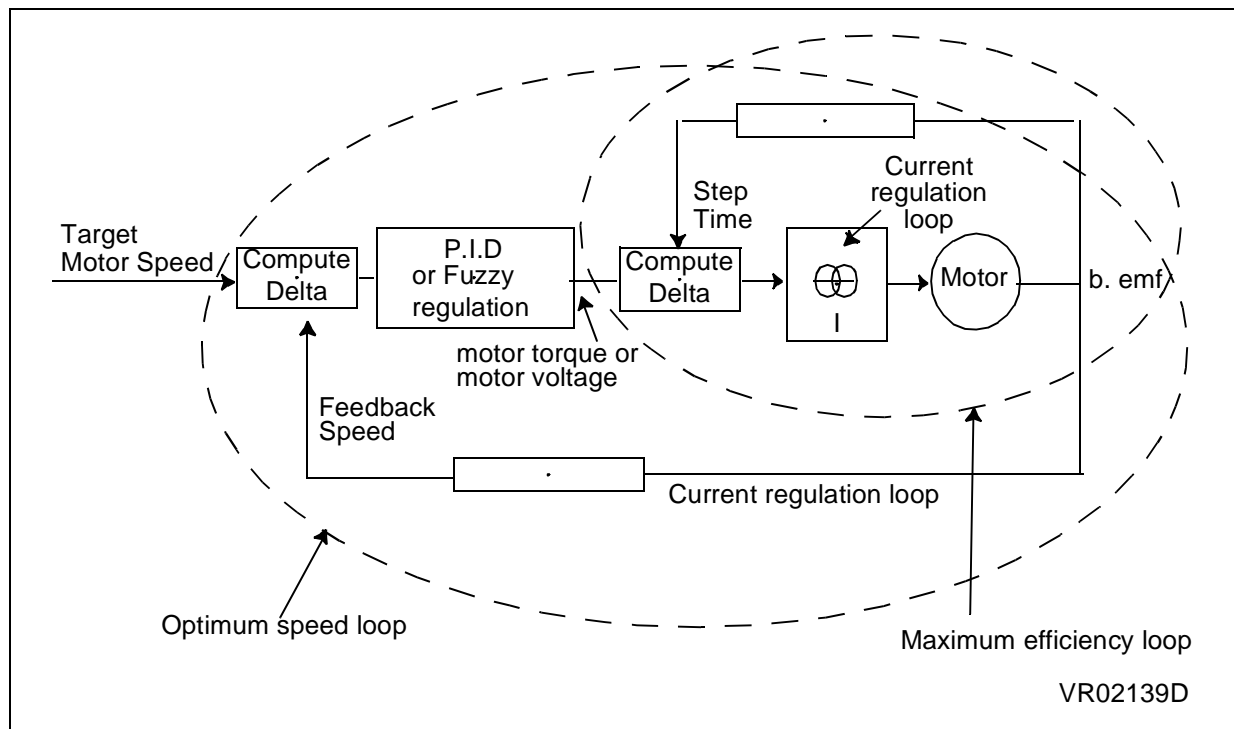 Current
regulation
loop
Step
Time
Target
Motor Speed
Compute
Delta
P.I.D
or Fuzzy
regulation
Compute
Delta
I
Motor
b. emf
motor torque or
motor voltage
Feedback
Speed
Current regulation loop
Optimum speed loop
Maximum efficiency loop
VR02139D